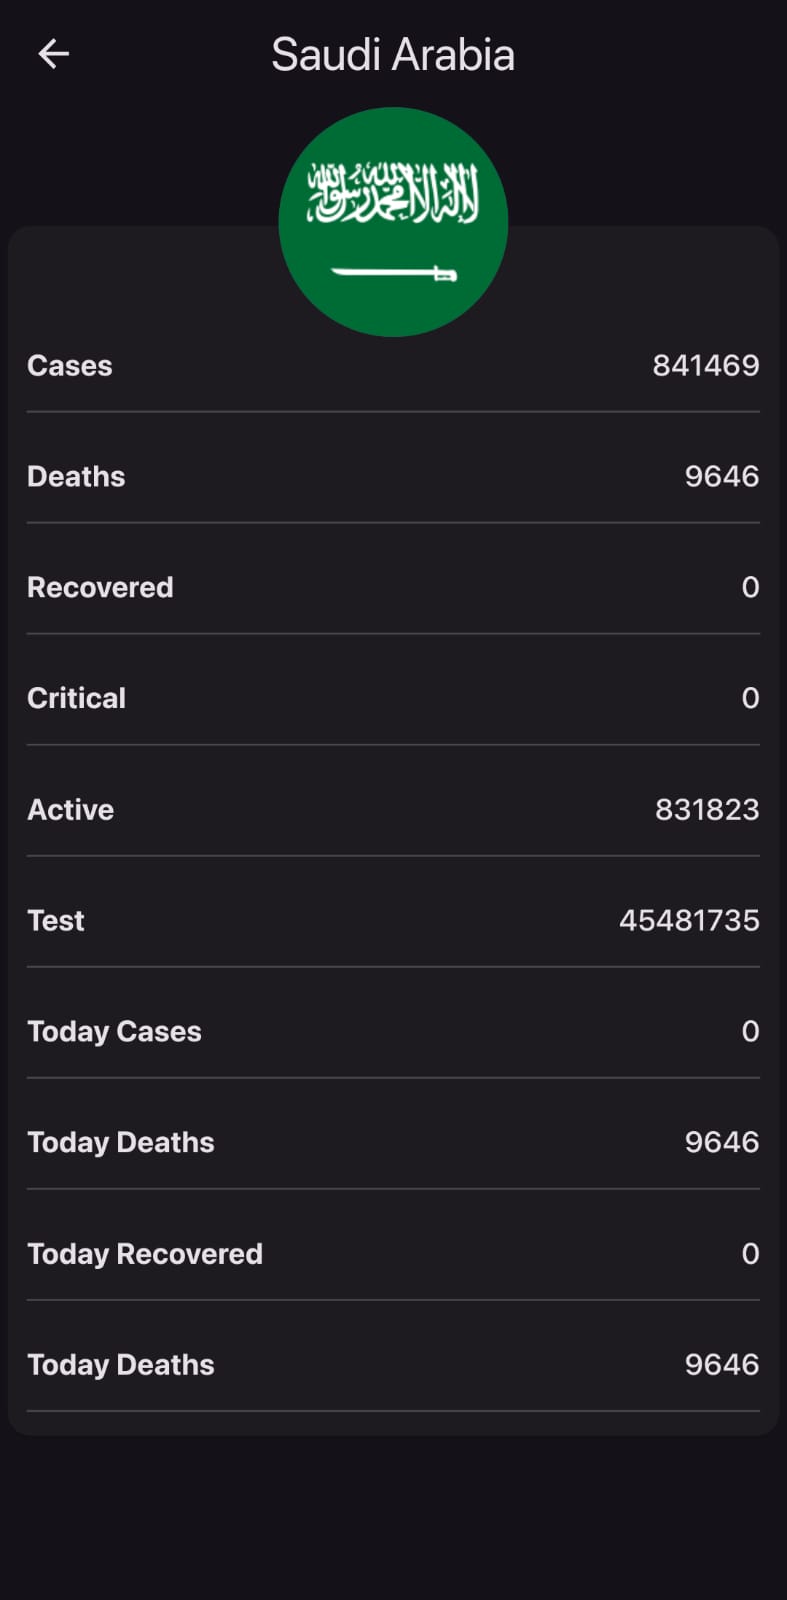 Saudi Arabia
لا إله إلا الله محمد رسول الله
Cases 841469
Deaths 9646
Recovered 0
Critical 0
Active 831823
Test 45481735
Today Cases 0
Today Deaths 9646
Today Recovered 0
Today Deaths 9646